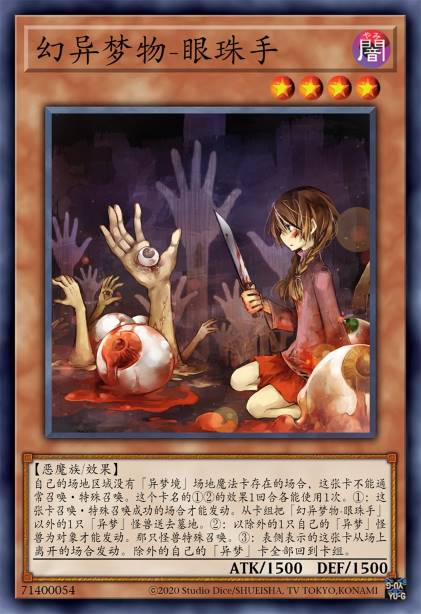 幻异梦物-眼珠手
闇
やみ
【恶魔族/效果】
自己的场地区域没有「异梦境」场地魔法卡存在的场合，这张卡不能通
常召唤·特殊召唤。这个卡名的①②的效果1回合各能使用1次。①：这
张卡召唤·特殊召唤成功的场合才能发动。从卡组把「幻异梦物-眼珠手」
以外的1只「异梦」怪兽送去墓地。②：以除外的1只自己的「异梦」怪
兽为对象才能发动。那只怪兽特殊召唤。③：表侧表示的这张卡从场上
离开的场合发动。除外的自己的「异梦」卡全部回到卡组。
ATK/1500 DEF/1500
71400054
©2020 Studio Dice/SHUEISHA, TV TOKYO,KONAMI